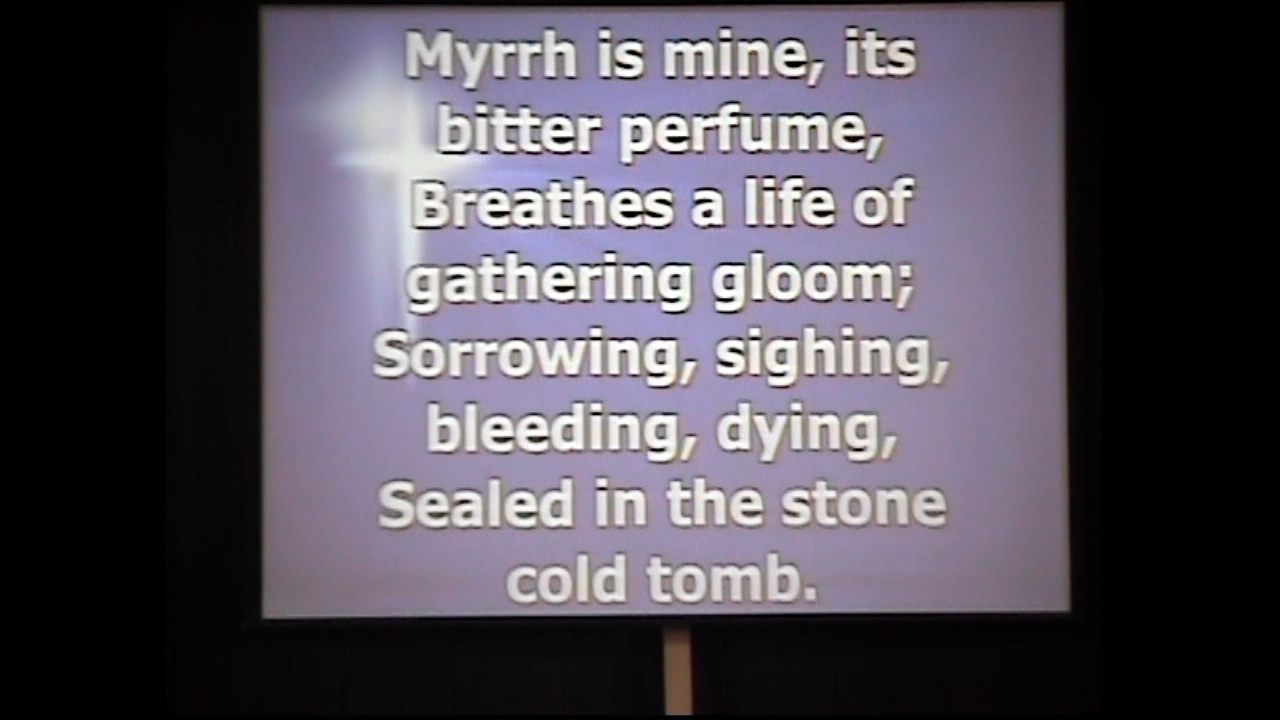 Myrrh is mine, its
bitter perfume,
Breathes a life of
gathering gloom;
Sorrowing, sighing,
bleeding, dying,
Sealed in the stone
cold tomb.